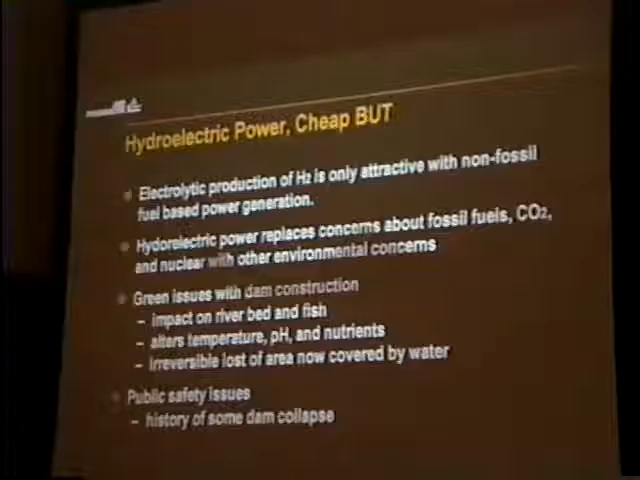 Hydroelectric Power, Cheap BUT
Electrolytic production of H2 is only attractive with non-fossil
fuel based power generation.
Hydorelectric power replaces concerns about fossil fuels, CO2,
and nuclear with other environmental concerns
Green issues with dam construction
– impact on river bed and fish
– alters temperature, pH, and nutrients
– irreversible lost of area now covered by water
Public safety issues
– history of some dam collapse